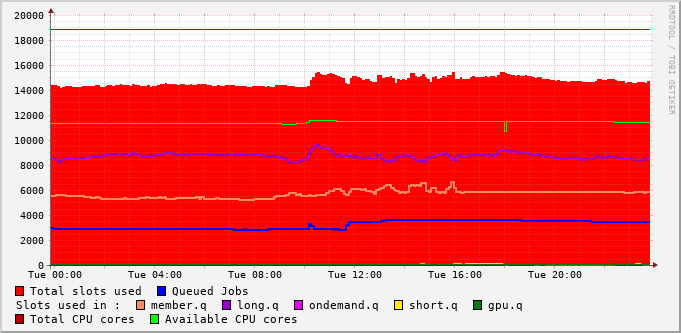 RRDTOOL / TOBI OETIKER
20000
18000
16000
14000
12000
10000
8000
6000
4000
2000
0
Tue 00:00 Tue 04:00 Tue 08:00 Tue 12:00 Tue 16:00 Tue 20:00
Total slots used Queued Jobs
Slots used in : member.q long.q ondemand.q short.q gpu.q
Total CPU cores Available CPU cores